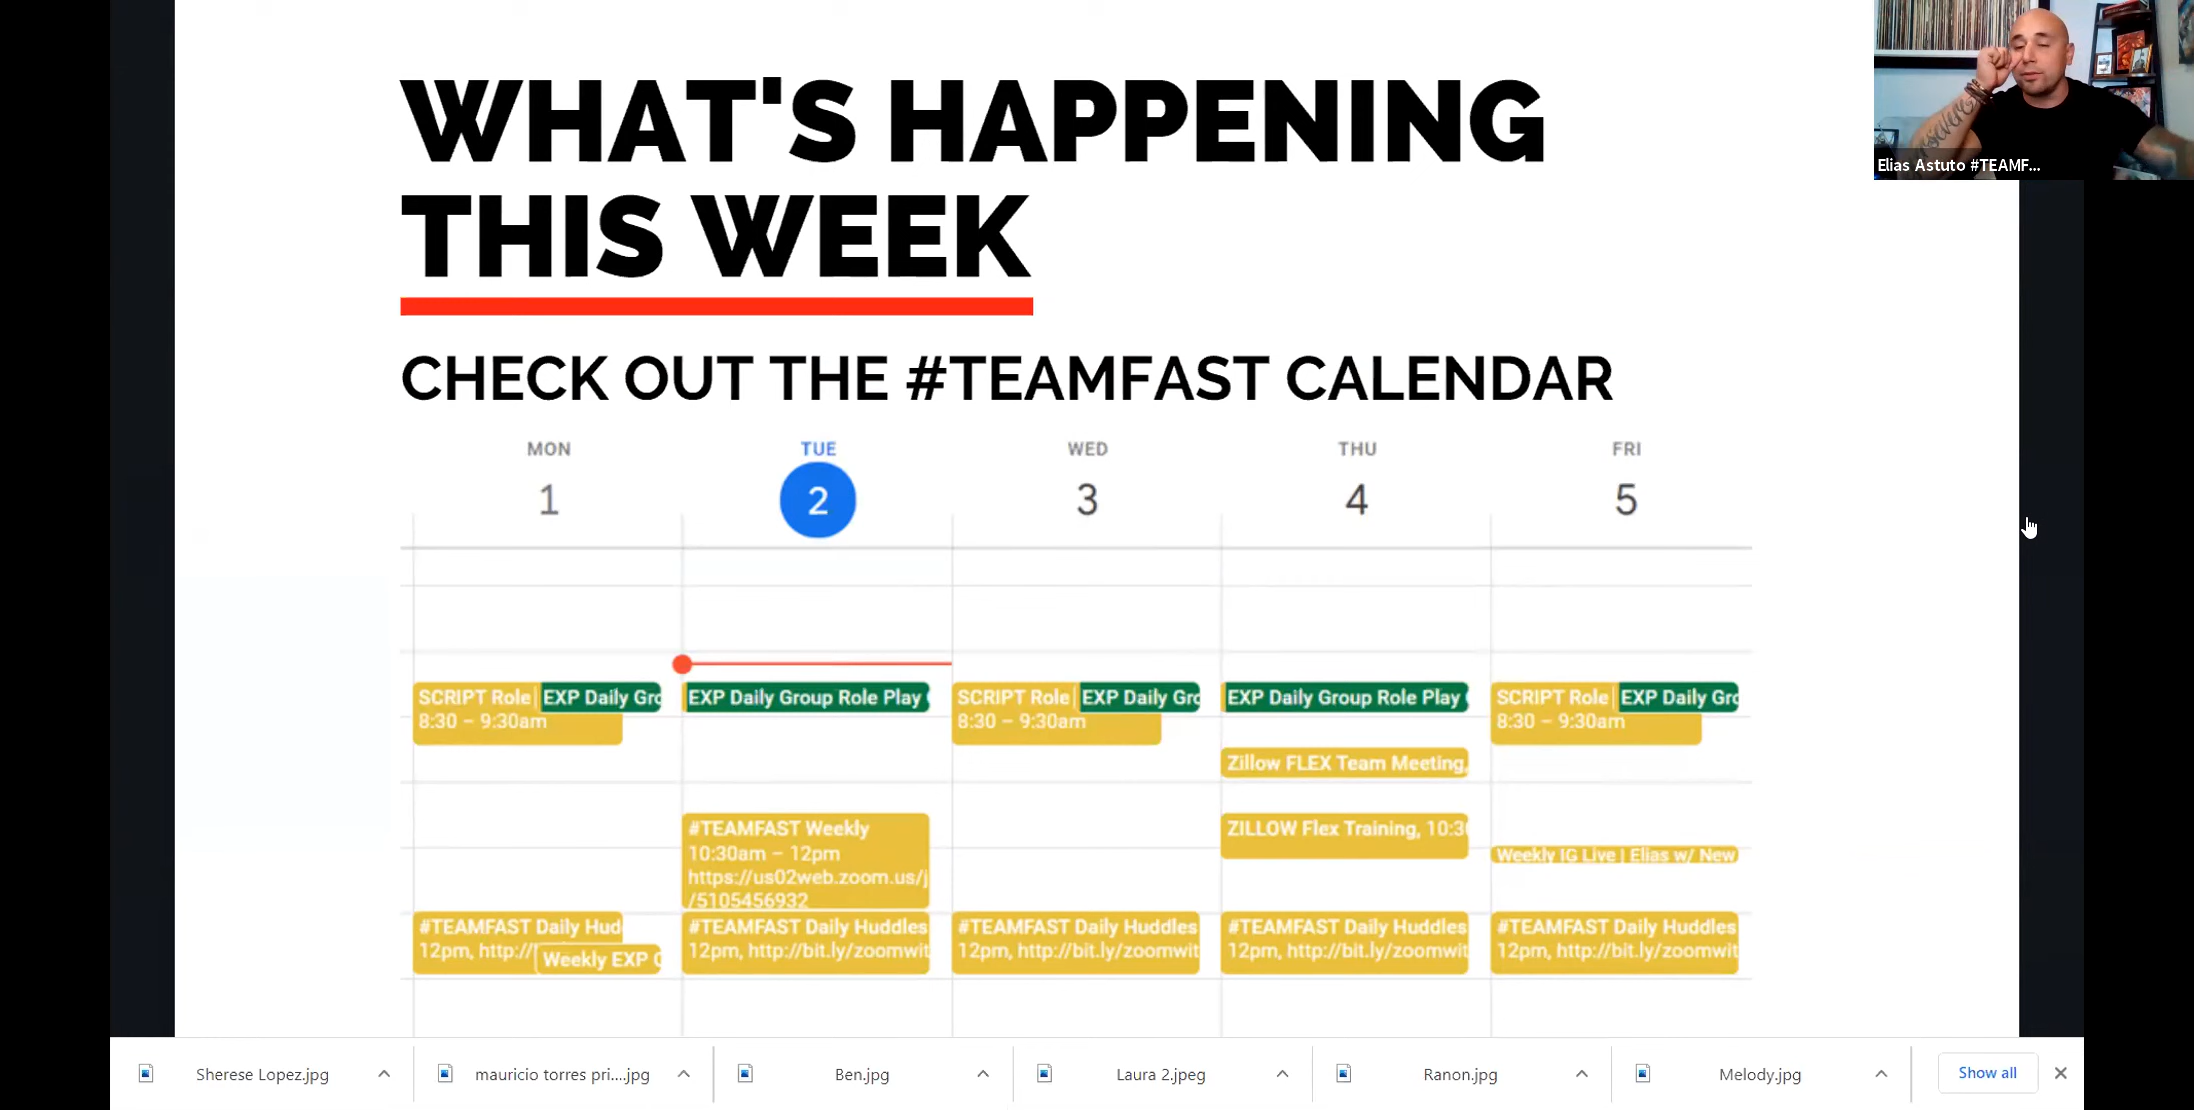 WHAT'S HAPPENING
THIS WEEK
CHECK OUT THE #TEAMFAST CALENDAR
Elias Astuto #TEAMF...
MON
1
TUE
2
WED
3
THU
4
FRI
5
SCRIPT Role
8:30 – 9:30am
EXP Daily Gro
EXP Daily Group Role Play
SCRIPT Role
8:30 – 9:30am
EXP Daily Gro
EXP Daily Group Role Play
SCRIPT Role
8:30 – 9:30am
EXP Daily Gro
Zillow FLEX Team Meeting,
#TEAMFAST Weekly
10:30am – 12pm
https://us02web.zoom.us/j
/5105456932
ZILLOW Flex Training, 10:30
Weekly IG Live | Elias w/ New
#TEAMFAST Daily Hud
12pm, http://
Weekly EXP
#TEAMFAST Daily Huddles
12pm, http://bit.ly/zoomwit
#TEAMFAST Daily Huddles
12pm, http://bit.ly/zoomwit
#TEAMFAST Daily Huddles
12pm, http://bit.ly/zoomwit
#TEAMFAST Daily Huddles
12pm, http://bit.ly/zoomwit
Sherese Lopez.jpg
mauricio torres pri....jpg
Ben.jpg
Laura 2.jpeg
Ranon.jpg
Melody.jpg
Show all